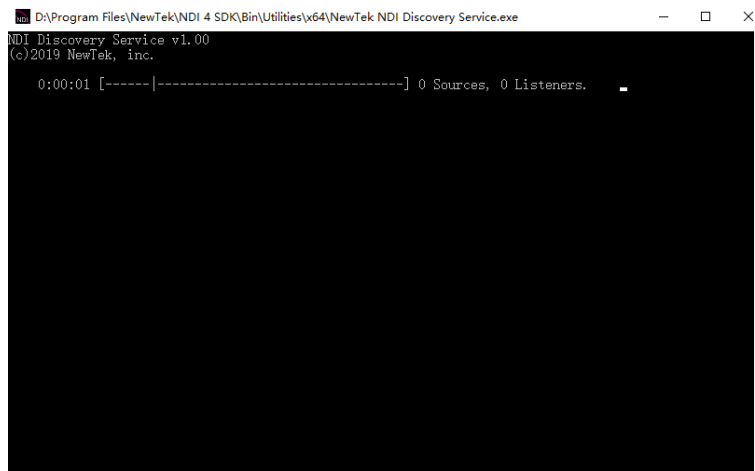 NDI D:\Program Files\NewTek\NDI 4 SDK\Bin\Utilities\x64\NewTek NDI Discovery Service.exe
NDI Discovery Service v1.00
(c)2019 NewTek, inc.
0:00:01 [------|---------------------------------] 0 Sources, 0 Listeners.